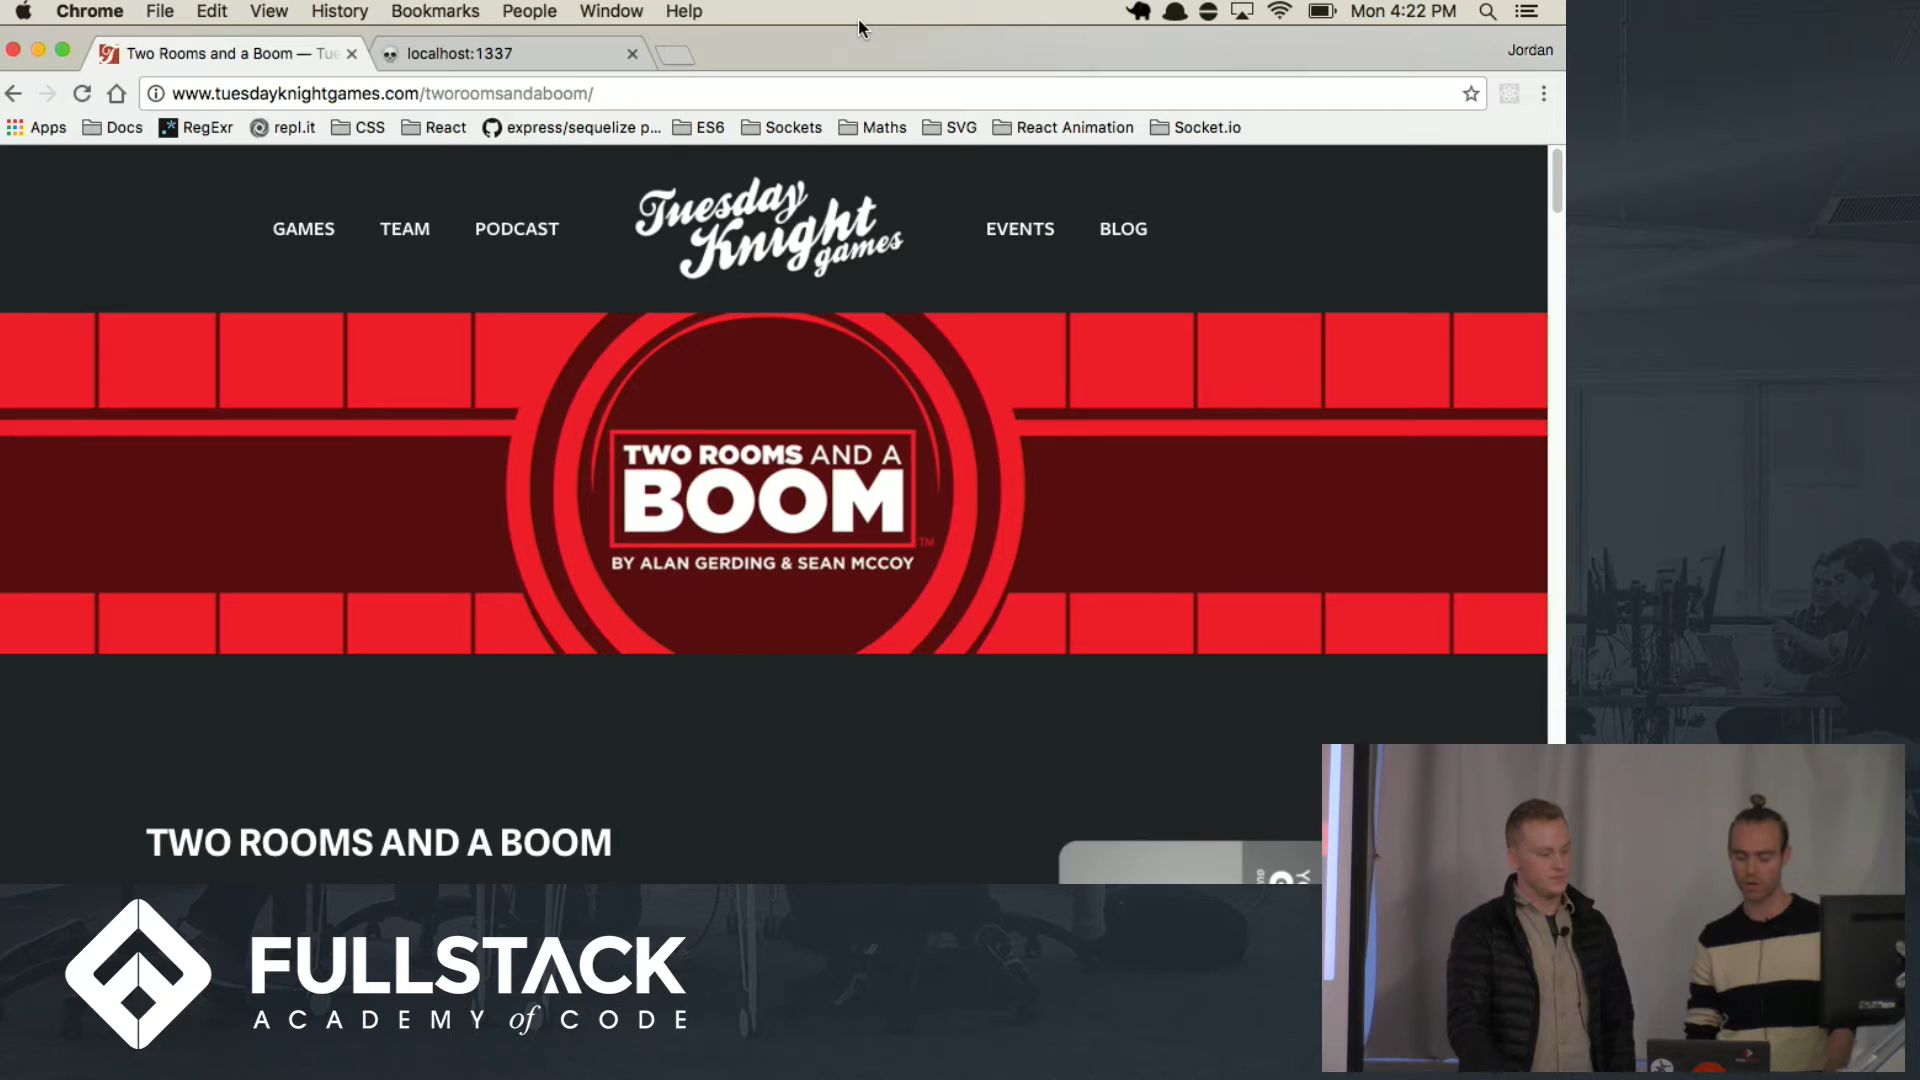 Chrome File Edit View History Bookmarks People Window Help Mon 4:22 PM
Two Rooms and a Boom — Tue localhost:1337 Jordan
www.tuesdayknightgames.com/tworoomsandaboom/
Apps Docs RegExr repl.it CSS React express/sequelize p... ES6 Sockets Maths SVG React Animation Socket.io
GAMES TEAM PODCAST
Tuesday
Knight
games
EVENTS BLOG
TWO ROOMS AND A
BOOM™
BY ALAN GERDING & SEAN MCCOY
TWO ROOMS AND A BOOM
FULLSTACK
ACADEMY of CODE